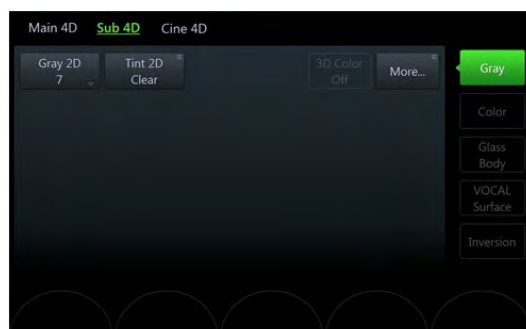 Main 4D Sub 4D Cine 4D
Gray 2D
7
Tint 2D
Clear
3D Color
Off
More...
Gray
Color
Glass
Body
VOCAL
Surface
Inversion